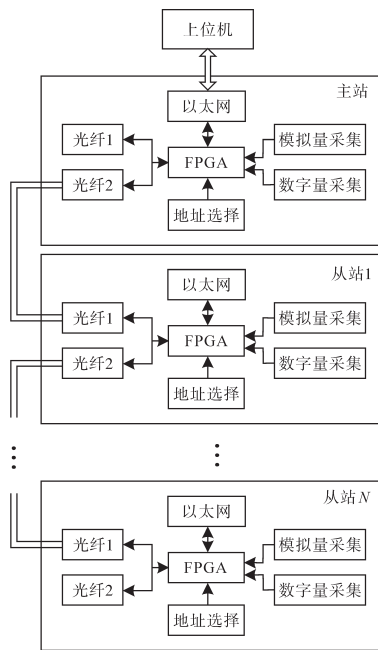 上位机
主站
以太网
光纤1
模拟量采集
FPGA
光纤2
数字量采集
地址选择
从站1
以太网
光纤1
模拟量采集
FPGA
光纤2
数字量采集
地址选择
从站N
以太网
光纤1
模拟量采集
FPGA
光纤2
数字量采集
地址选择